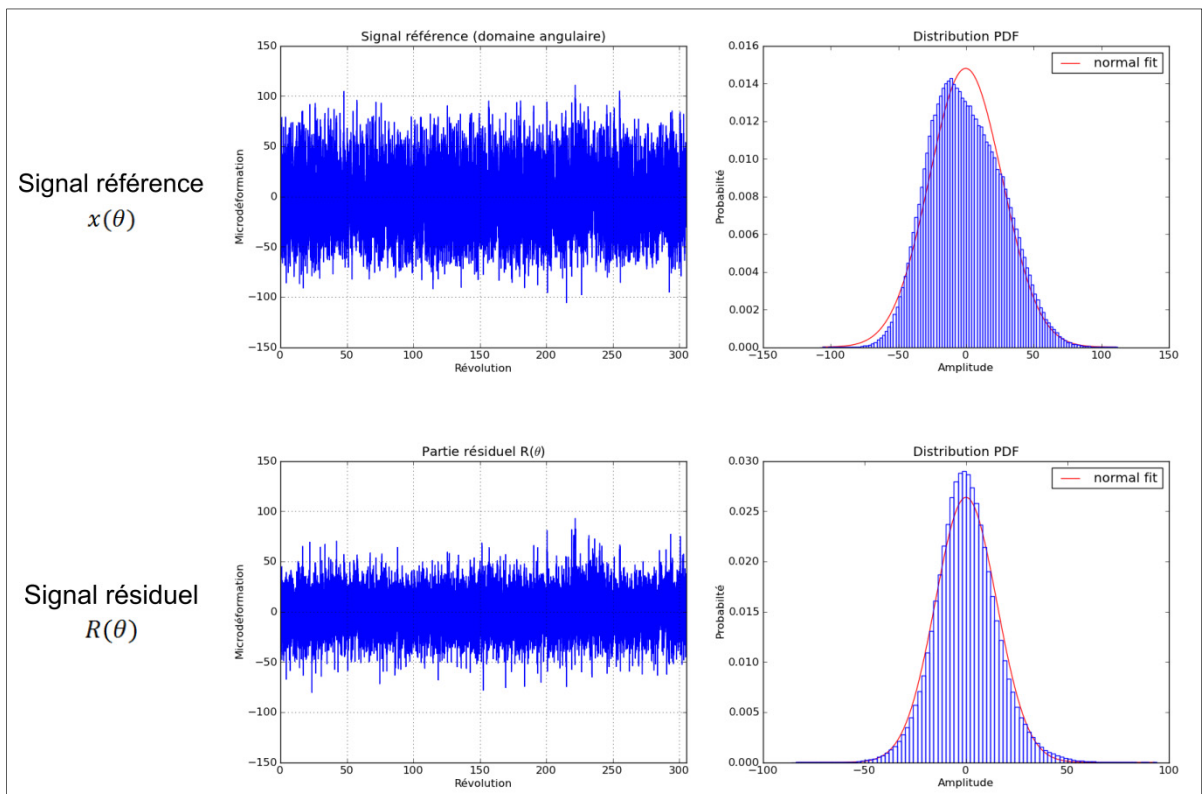 Signal référence
x(θ)
Signal référence (domaine angulaire)
Microdéformation
150
100
50
0
−50
−100
−150
0 50 100 150 200 250 300
Révolution
Distribution PDF
normal fit
Probabilté
0.016
0.014
0.012
0.010
0.008
0.006
0.004
0.002
0.000
−150 −100 −50 0 50 100 150
Amplitude
Signal résiduel
R(θ)
Partie résiduel R(θ)
Microdéformation
150
100
50
0
−50
−100
−150
0 50 100 150 200 250 300
Révolution
Distribution PDF
normal fit
Probabilté
0.030
0.025
0.020
0.015
0.010
0.005
0.000
−100 −50 0 50 100
Amplitude